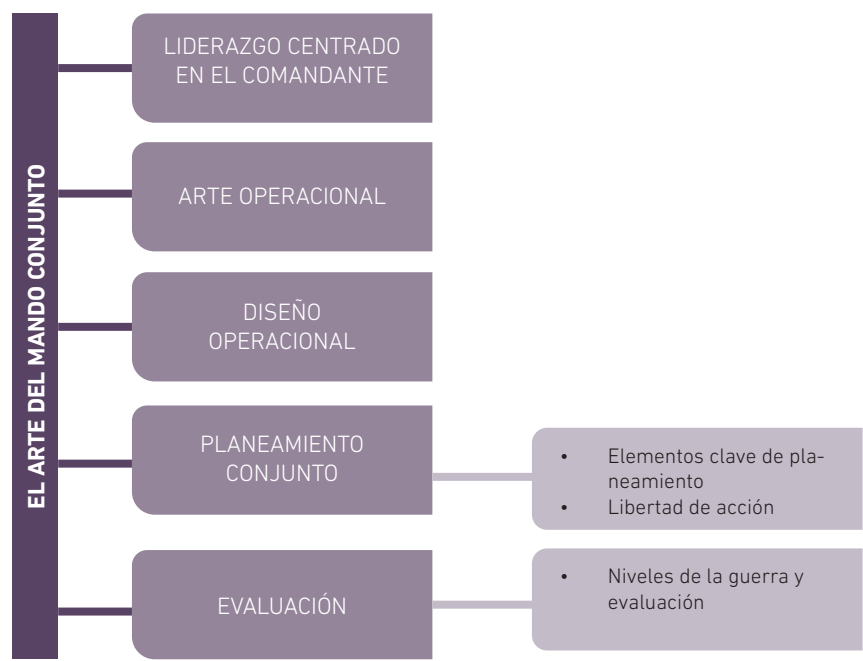 EL ARTE DEL MANDO CONJUNTO
LIDERAZGO CENTRADO
EN EL COMANDANTE
ARTE OPERACIONAL
DISEÑO
OPERACIONAL
PLANEAMIENTO
CONJUNTO
• Elementos clave de pla-
neamiento
• Libertad de acción
EVALUACIÓN
• Niveles de la guerra y
evaluación